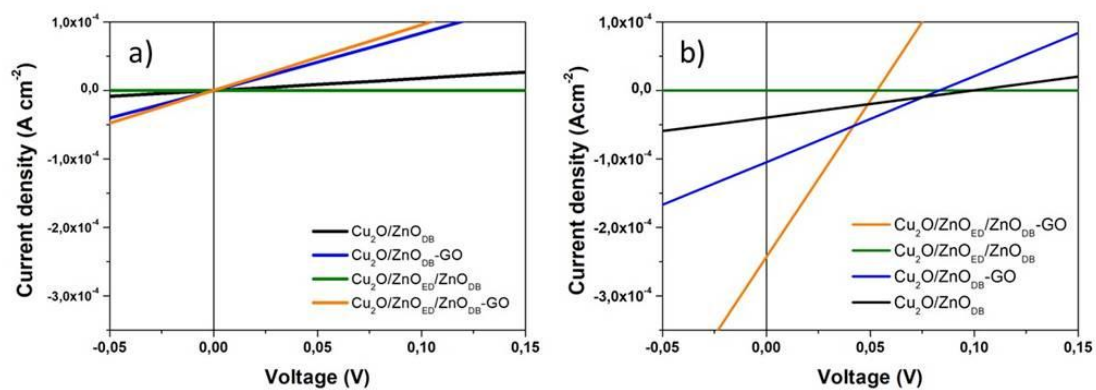 a)
Current density (A cm⁻²)
1,0x10⁻⁴
0,0
-1,0x10⁻⁴
-2,0x10⁻⁴
-3,0x10⁻⁴
Cu₂O/ZnO_DB
Cu₂O/ZnO_DB-GO
Cu₂O/ZnO_ED/ZnO_DB
Cu₂O/ZnO_ED/ZnO_DB-GO
-0,05 0,00 0,05 0,10 0,15
Voltage (V)
b)
Current density (Acm⁻²)
1,0x10⁻⁴
0,0
-1,0x10⁻⁴
-2,0x10⁻⁴
-3,0x10⁻⁴
Cu₂O/ZnO_ED/ZnO_DB-GO
Cu₂O/ZnO_ED/ZnO_DB
Cu₂O/ZnO_DB-GO
Cu₂O/ZnO_DB
-0,05 0,00 0,05 0,10 0,15
Voltage (V)